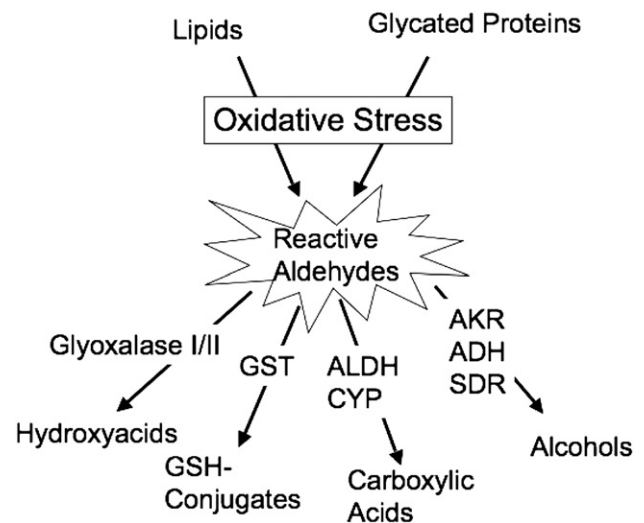 Lipids
Glycated Proteins
Oxidative Stress
Reactive
Aldehydes
Glyoxalase I/II
GST
ALDH
CYP
AKR
ADH
SDR
Hydroxyacids
GSH-
Conjugates
Carboxylic
Acids
Alcohols